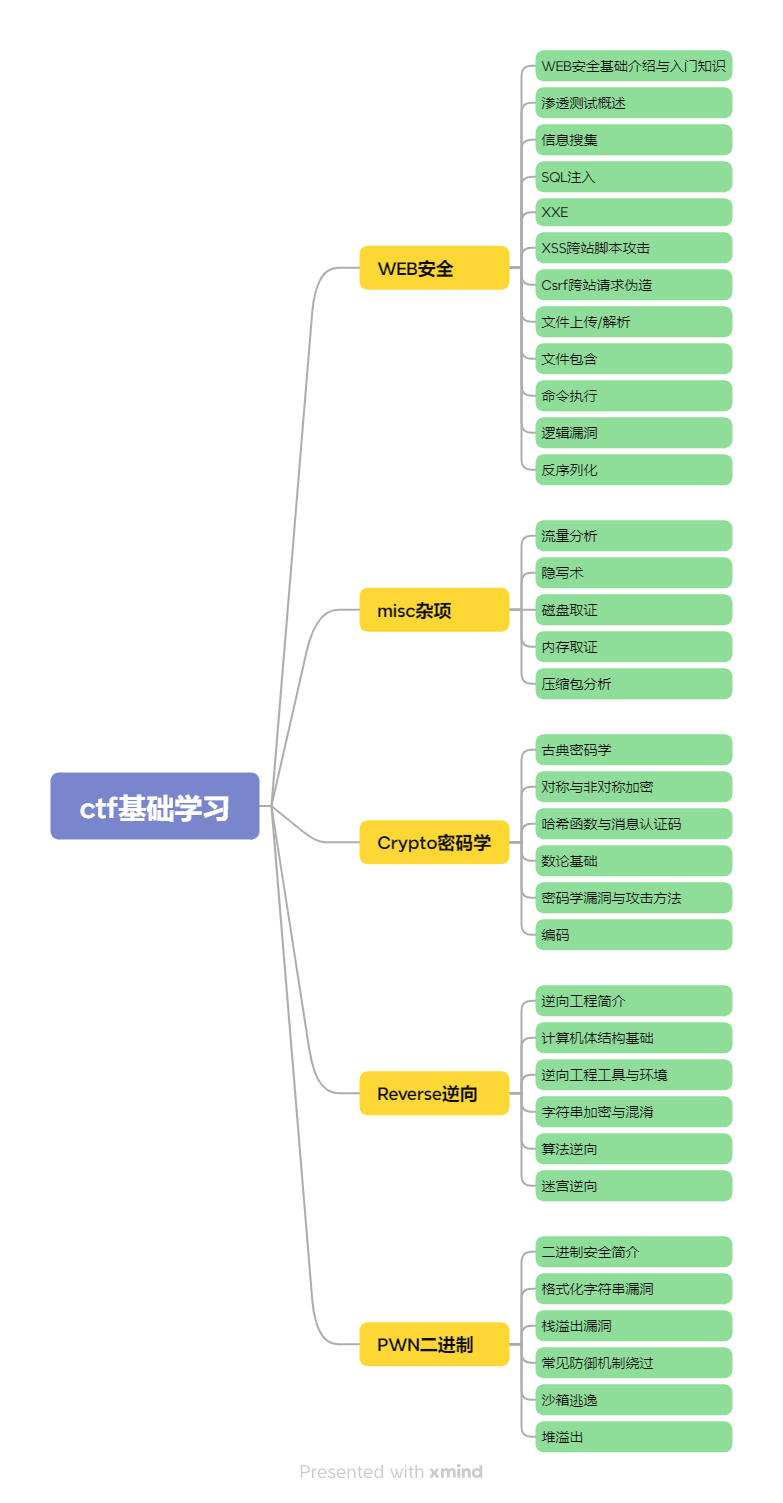 ctf基础学习
WEB安全
WEB安全基础介绍与入门知识
渗透测试概述
信息搜集
SQL注入
XXE
XSS跨站脚本攻击
Csrf跨站请求伪造
文件上传/解析
文件包含
命令执行
逻辑漏洞
反序列化
misc杂项
流量分析
隐写术
磁盘取证
内存取证
压缩包分析
Crypto密码学
古典密码学
对称与非对称加密
哈希函数与消息认证码
数论基础
密码学漏洞与攻击方法
编码
Reverse逆向
逆向工程简介
计算机体结构基础
逆向工程工具与环境
字符串加密与混淆
算法逆向
迷宫逆向
PWN二进制
二进制安全简介
格式化字符串漏洞
栈溢出漏洞
常见防御机制绕过
沙箱逃逸
堆溢出
Presented with xmind